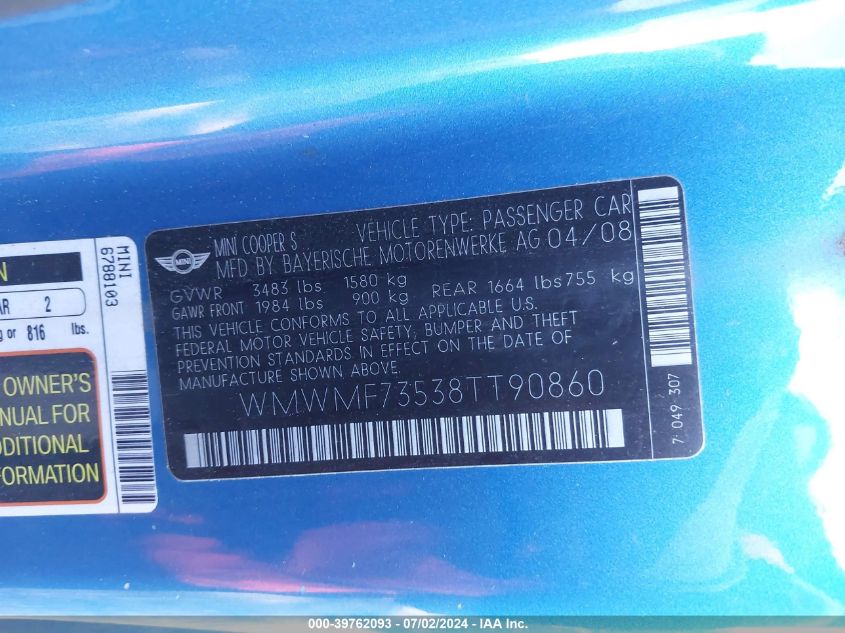 MINI COOPER S VEHICLE TYPE: PASSENGER CAR
MINI
MFD BY BAYERISCHE MOTORENWERKE AG 04/08
GVWR 3483 lbs 1580 kg
GAWR FRONT 1984 lbs 900 kg REAR 1664 lbs 755 kg
THIS VEHICLE CONFORMS TO ALL APPLICABLE U.S.
FEDERAL MOTOR VEHICLE SAFETY, BUMPER AND THEFT
PREVENTION STANDARDS IN EFFECT ON THE DATE OF
MANUFACTURE SHOWN ABOVE.
WMWMF73538TT90860
7 049 307
MINI
6788103
N
AR 2
g or 816 lbs.
OWNER'S
NUAL FOR
DDITIONAL
FORMATION
000-39762093 - 07/02/2024 - IAA Inc.